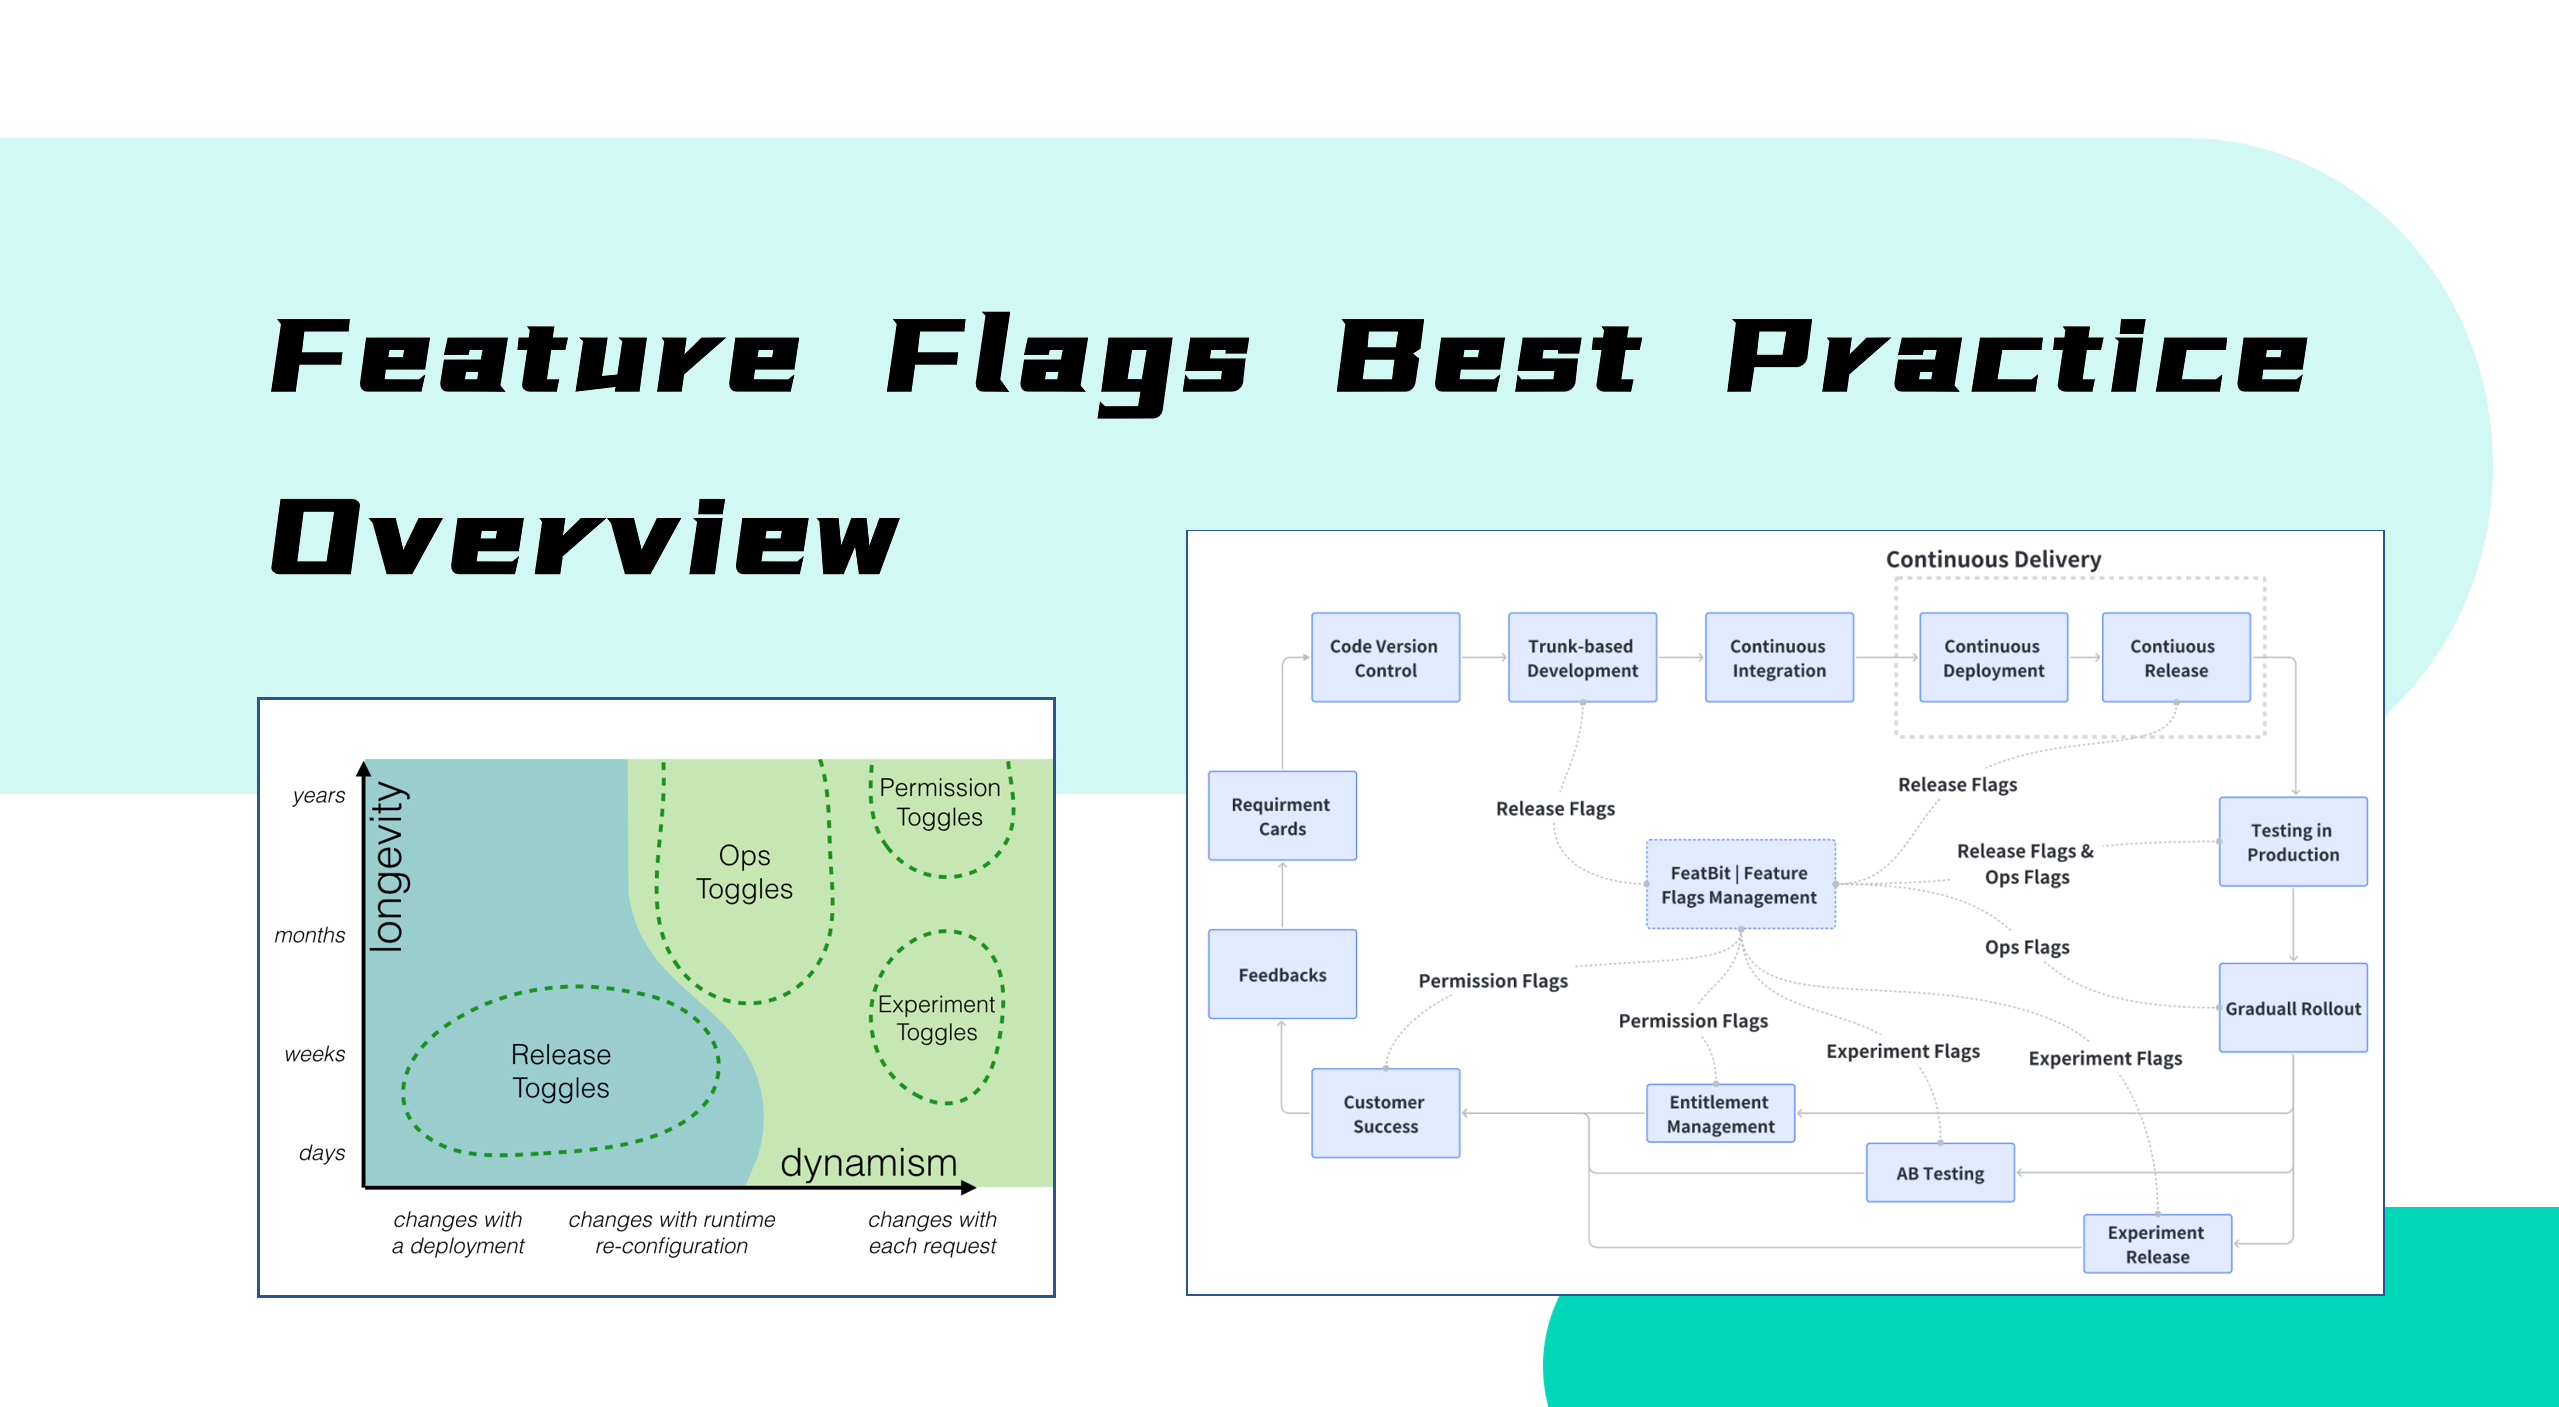 Feature Flags Best Practice
Overview
years
months
weeks
days
longevity
Permission
Toggles
Ops
Toggles
Experiment
Toggles
Release
Toggles
dynamism
changes with
a deployment
changes with runtime
re-configuration
changes with
each request
Continuous Delivery
Code Version
Control
Trunk-based
Development
Continuous
Integration
Continuous
Deployment
Contiuous
Release
Requirment
Cards
Release Flags
Release Flags
Testing in
Production
Release Flags &
Ops Flags
FeatBit | Feature
Flags Management
Ops Flags
Feedbacks
Permission Flags
Graduall Rollout
Permission Flags
Experiment Flags
Experiment Flags
Customer
Success
Entitlement
Management
AB Testing
Experiment
Release